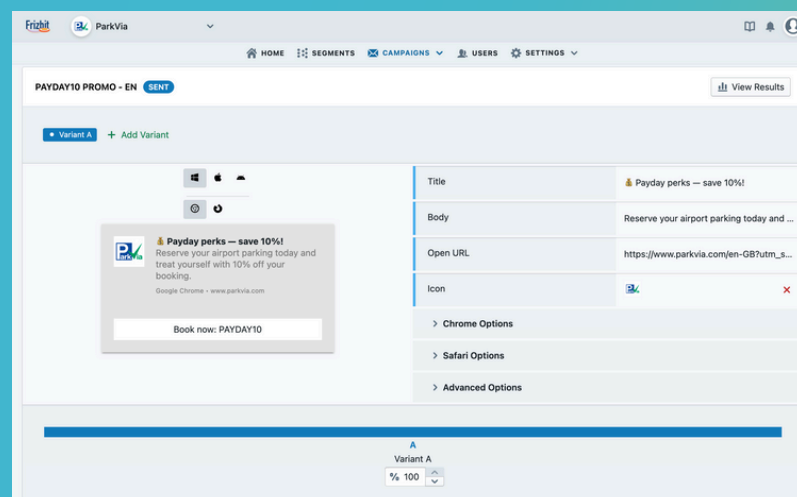 Frizhit
ParkVia
HOME SEGMENTS CAMPAIGNS USERS SETTINGS
PAYDAY10 PROMO - EN SENT
View Results
Variant A + Add Variant
💰 Payday perks — save 10%!
Reserve your airport parking today and
treat yourself with 10% off your
booking.
Google Chrome • www.parkvia.com
Book now: PAYDAY10
ParkVia
Title 💰 Payday perks — save 10%!
Body Reserve your airport parking today and ...
Open URL https://www.parkvia.com/en-GB?utm_s...
Icon
> Chrome Options
> Safari Options
> Advanced Options
A
Variant A
% 100